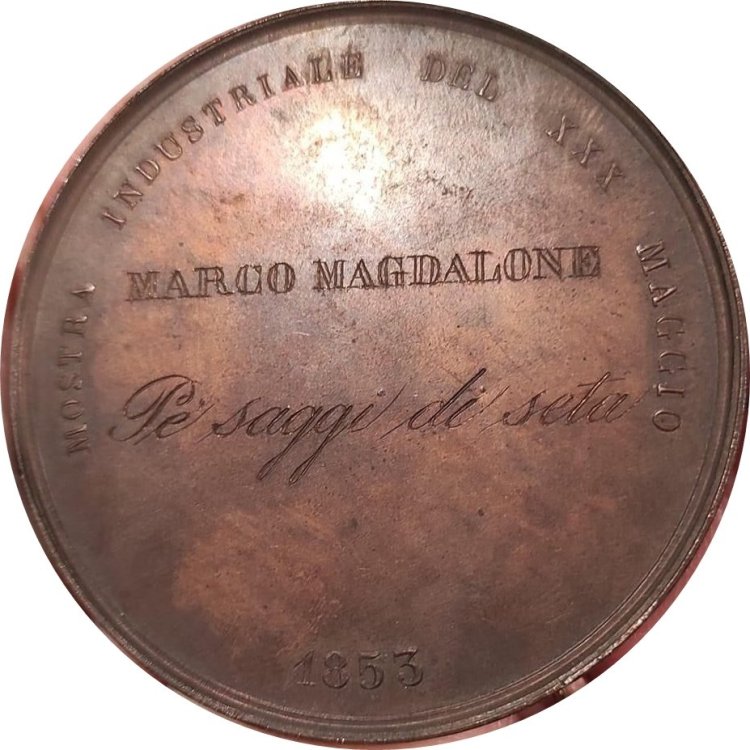 MOSTRA INDUSTRIALE DEL XXX MAGGIO
MARCO MAGDALONE
Pe' saggi di seta
1853